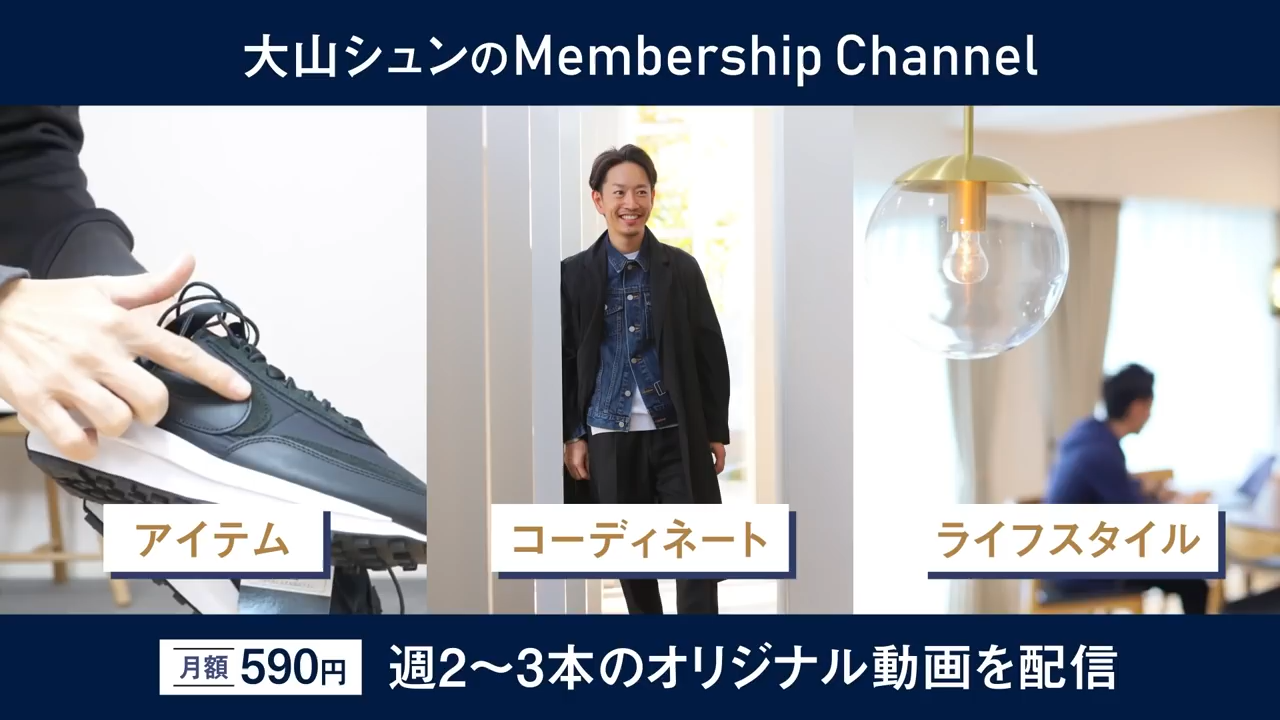 大山シュンのMembership Channel
アイテム
コーディネート
ライフスタイル
月額590円
週2〜3本のオリジナル動画を配信